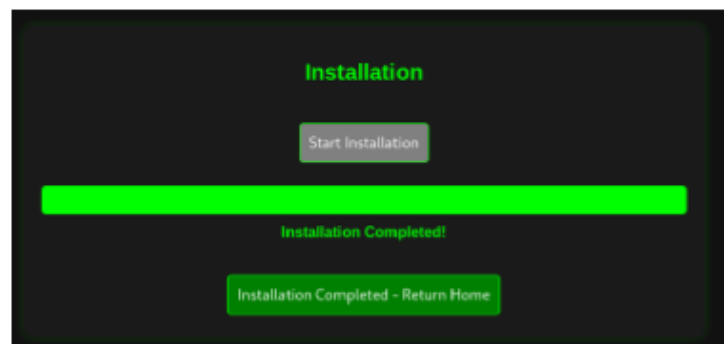 Installation
Start Installation
Installation Completed!
Installation Completed - Return Home